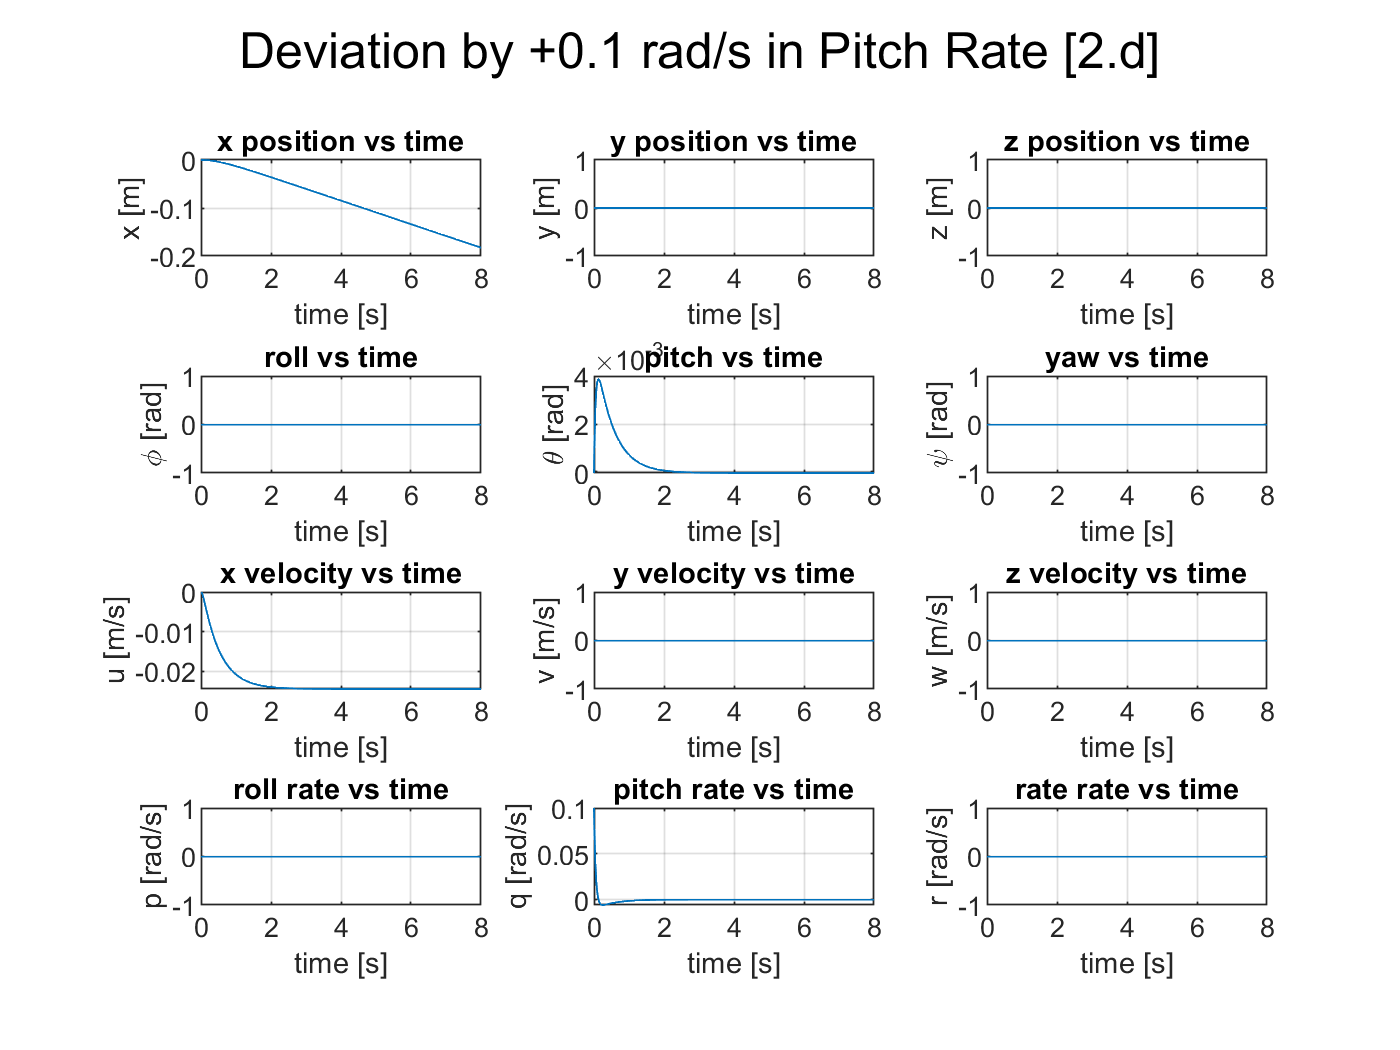 Deviation by +0.1 rad/s in Pitch Rate [2.d]
x position vs time
x [m]
0
-0.1
-0.2
0 2 4 6 8
time [s]
y position vs time
y [m]
1
0
-1
0 2 4 6 8
time [s]
z position vs time
z [m]
1
0
-1
0 2 4 6 8
time [s]
roll vs time
ϕ [rad]
1
0
-1
0 2 4 6 8
time [s]
×10⁻³
pitch vs time
θ [rad]
4
2
0
0 2 4 6 8
time [s]
yaw vs time
ψ [rad]
1
0
-1
0 2 4 6 8
time [s]
x velocity vs time
u [m/s]
0
-0.01
-0.02
0 2 4 6 8
time [s]
y velocity vs time
v [m/s]
1
0
-1
0 2 4 6 8
time [s]
z velocity vs time
w [m/s]
1
0
-1
0 2 4 6 8
time [s]
roll rate vs time
p [rad/s]
1
0
-1
0 2 4 6 8
time [s]
pitch rate vs time
q [rad/s]
0.1
0.05
0
0 2 4 6 8
time [s]
rate rate vs time
r [rad/s]
1
0
-1
0 2 4 6 8
time [s]